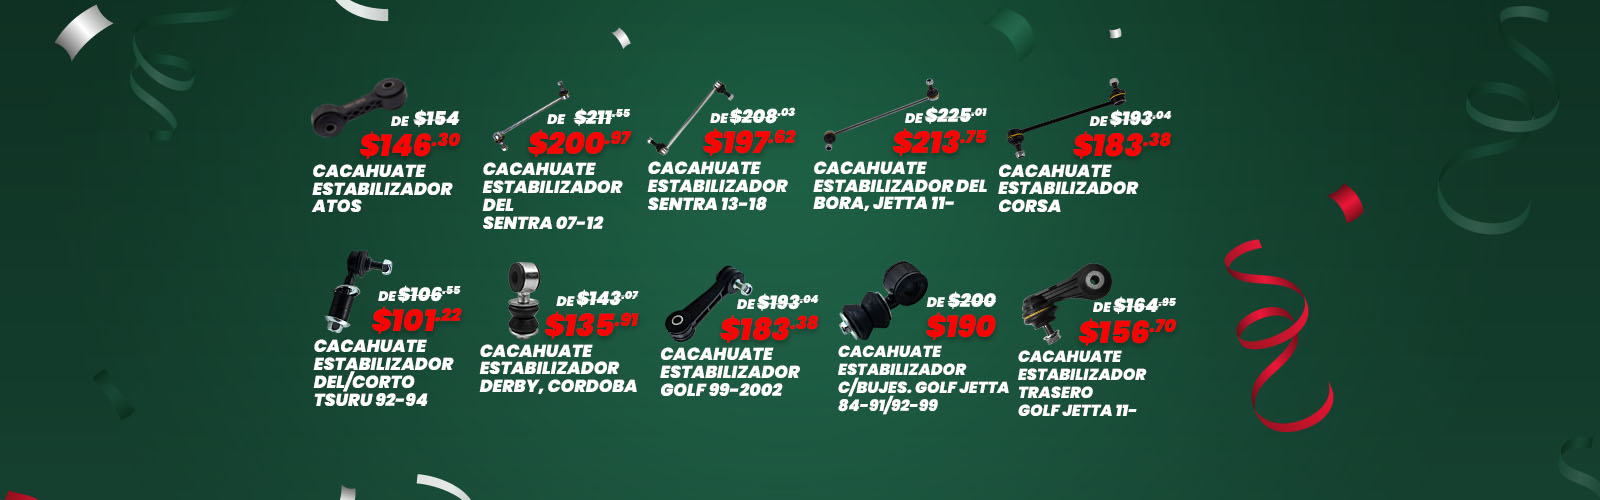 DE $154
$146.30
CACAHUATE
ESTABILIZADOR
ATOS
DE $211.55
$200.97
CACAHUATE
ESTABILIZADOR
DEL
SENTRA 07-12
DE $208.03
$197.62
CACAHUATE
ESTABILIZADOR
SENTRA 13-18
DE $225.01
$213.75
CACAHUATE
ESTABILIZADOR DEL
BORA, JETTA 11-
DE $193.04
$183.38
CACAHUATE
ESTABILIZADOR
CORSA
DE $106.55
$101.22
CACAHUATE
ESTABILIZADOR
DEL/CORTO
TSURU 92-94
DE $143.07
$135.91
CACAHUATE
ESTABILIZADOR
DERBY, CORDOBA
DE $193.04
$183.38
CACAHUATE
ESTABILIZADOR
GOLF 99-2002
DE $200
$190
CACAHUATE
ESTABILIZADOR
C/BUJES. GOLF JETTA
84-91/92-99
DE $164.95
$156.70
CACAHUATE
ESTABILIZADOR
TRASERO
GOLF JETTA 11-